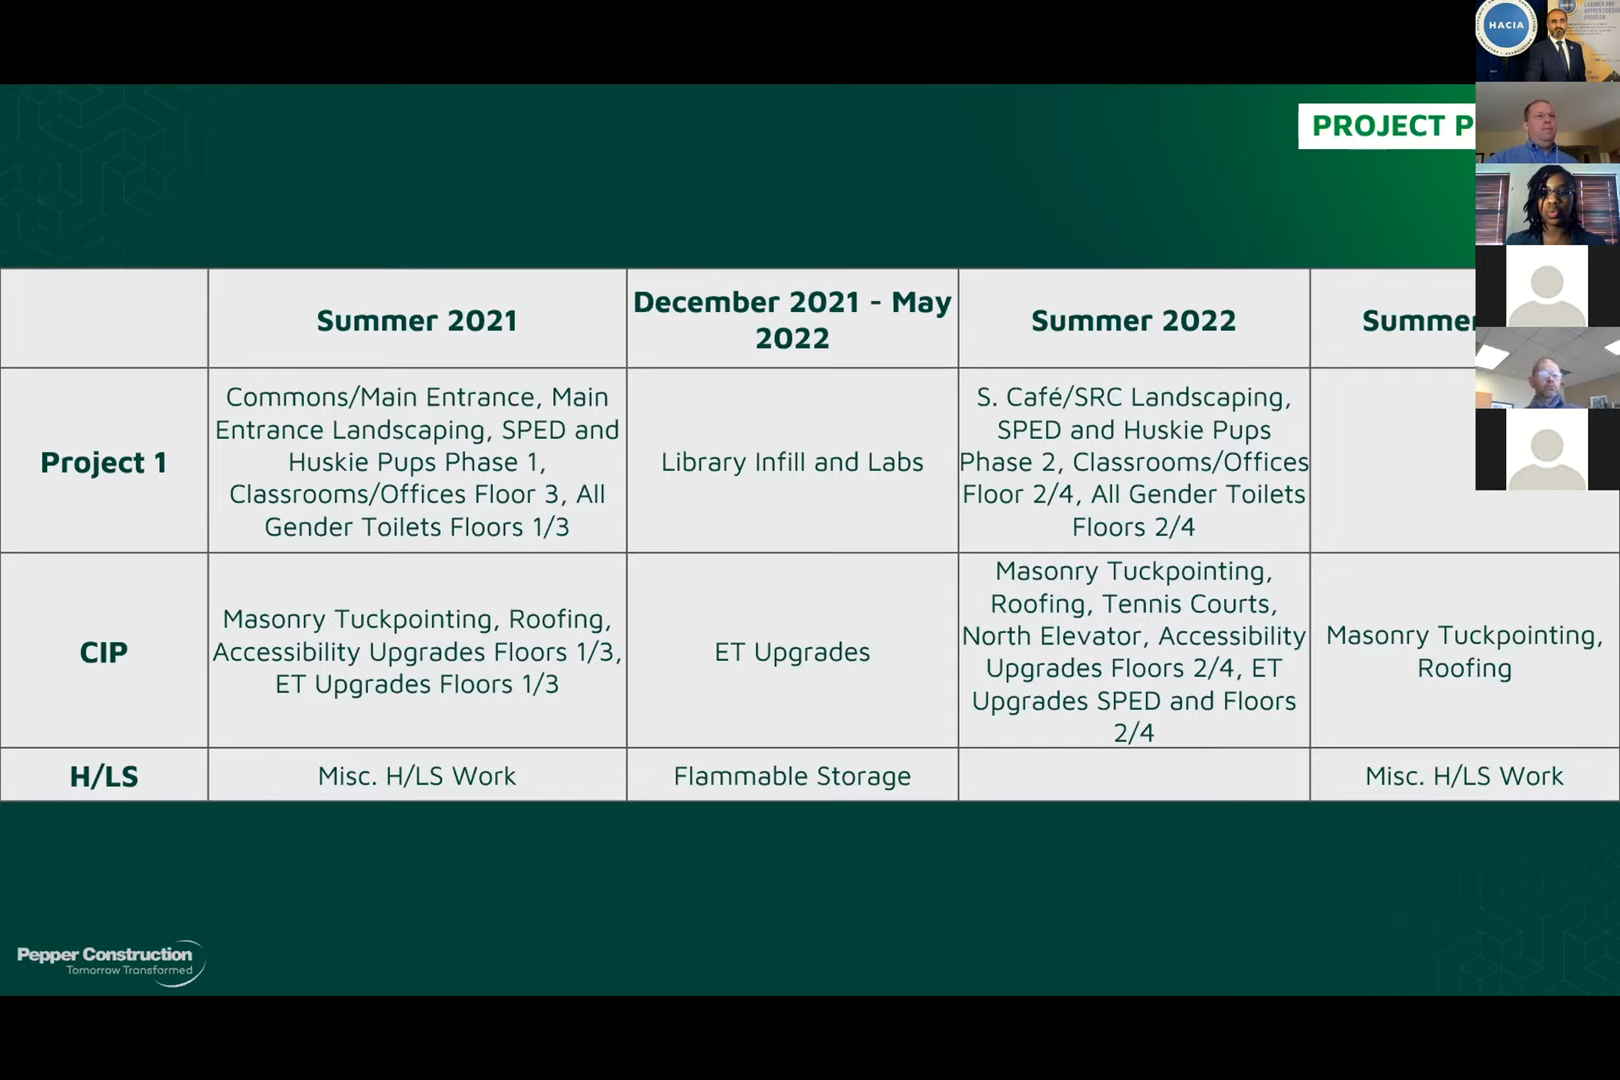 HACIA
LABORER PRE-
APPRENTICESHIP
PROGRAM
PROJECT P
Summer 2021
December 2021 - May
2022
Summer 2022
Summer
Project 1
Commons/Main Entrance, Main
Entrance Landscaping, SPED and
Huskie Pups Phase 1,
Classrooms/Offices Floor 3, All
Gender Toilets Floors 1/3
Library Infill and Labs
S. Café/SRC Landscaping,
SPED and Huskie Pups
Phase 2, Classrooms/Offices
Floor 2/4, All Gender Toilets
Floors 2/4
CIP
Masonry Tuckpointing, Roofing,
Accessibility Upgrades Floors 1/3,
ET Upgrades Floors 1/3
ET Upgrades
Masonry Tuckpointing,
Roofing, Tennis Courts,
North Elevator, Accessibility
Upgrades Floors 2/4, ET
Upgrades SPED and Floors
2/4
Masonry Tuckpointing,
Roofing
H/LS
Misc. H/LS Work
Flammable Storage
Misc. H/LS Work
Pepper Construction
Tomorrow Transformed